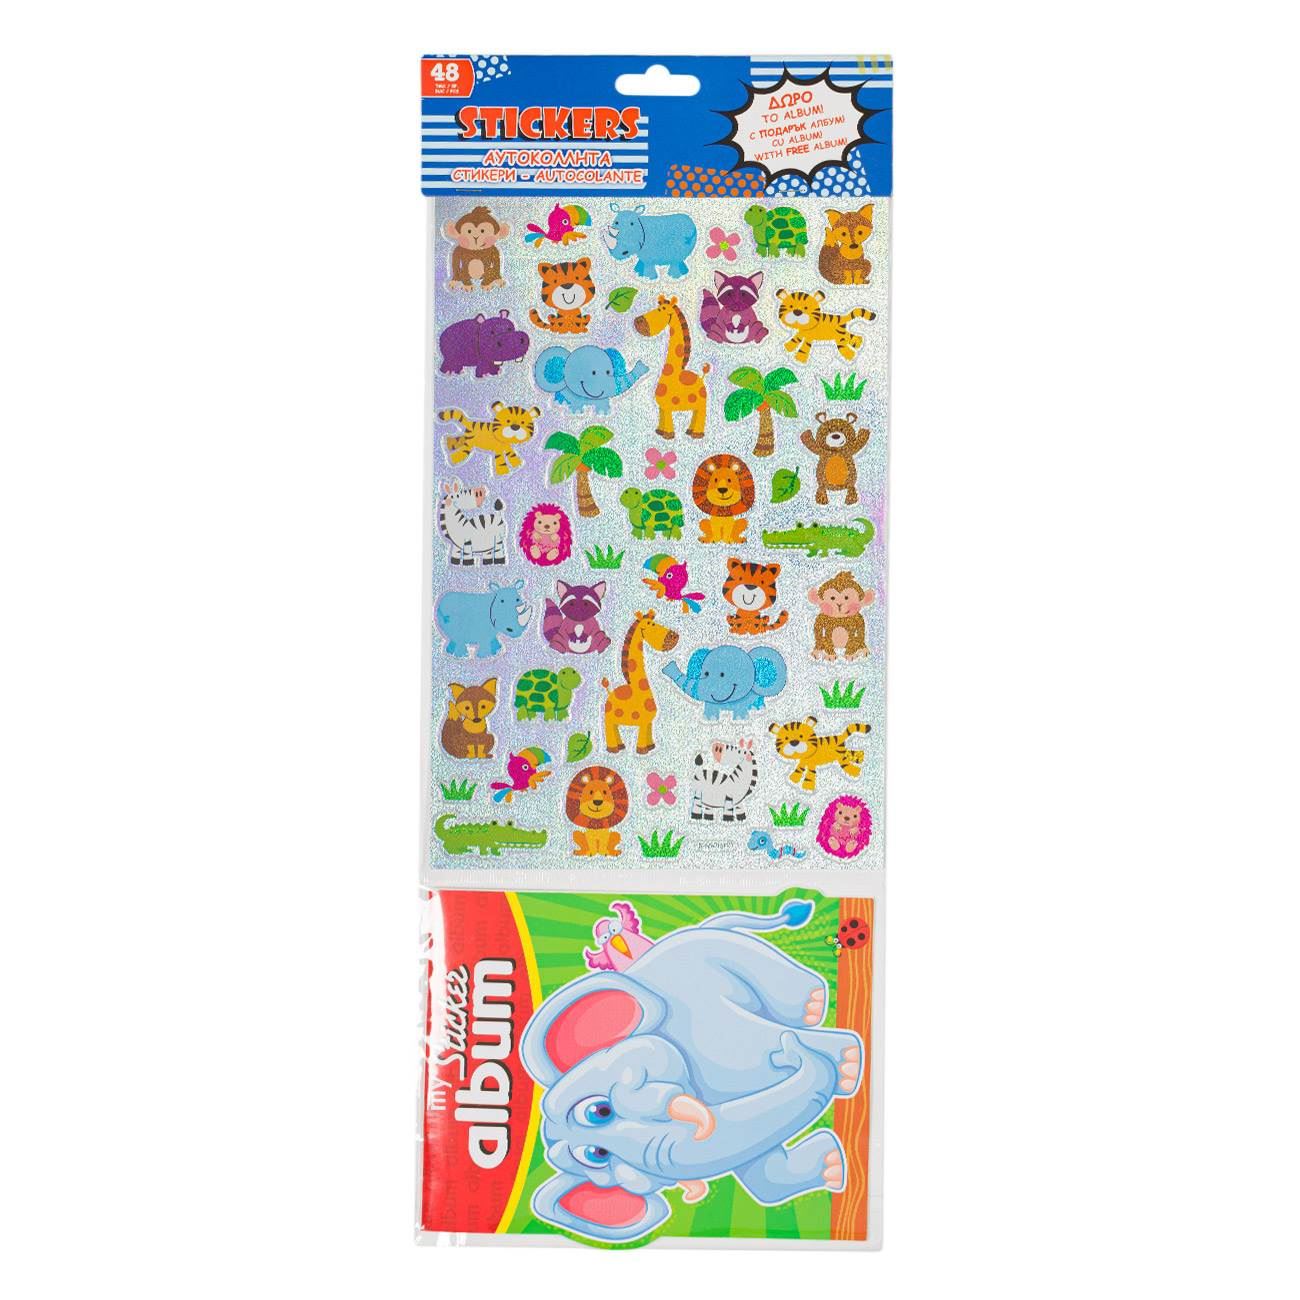 48
ΤΜΧ / БР.
BUC / PCS
STICKERS
ΑΥΤΟΚΟΛΛΗΤΑ
СТИКЕРИ - AUTOCOLANTE
ΔΩΡΟ
ΤΟ ALBUM!
С ПОДАРЪК АЛБУМ!
CU ALBUM!
WITH FREE ALBUM!
my Sticker
album